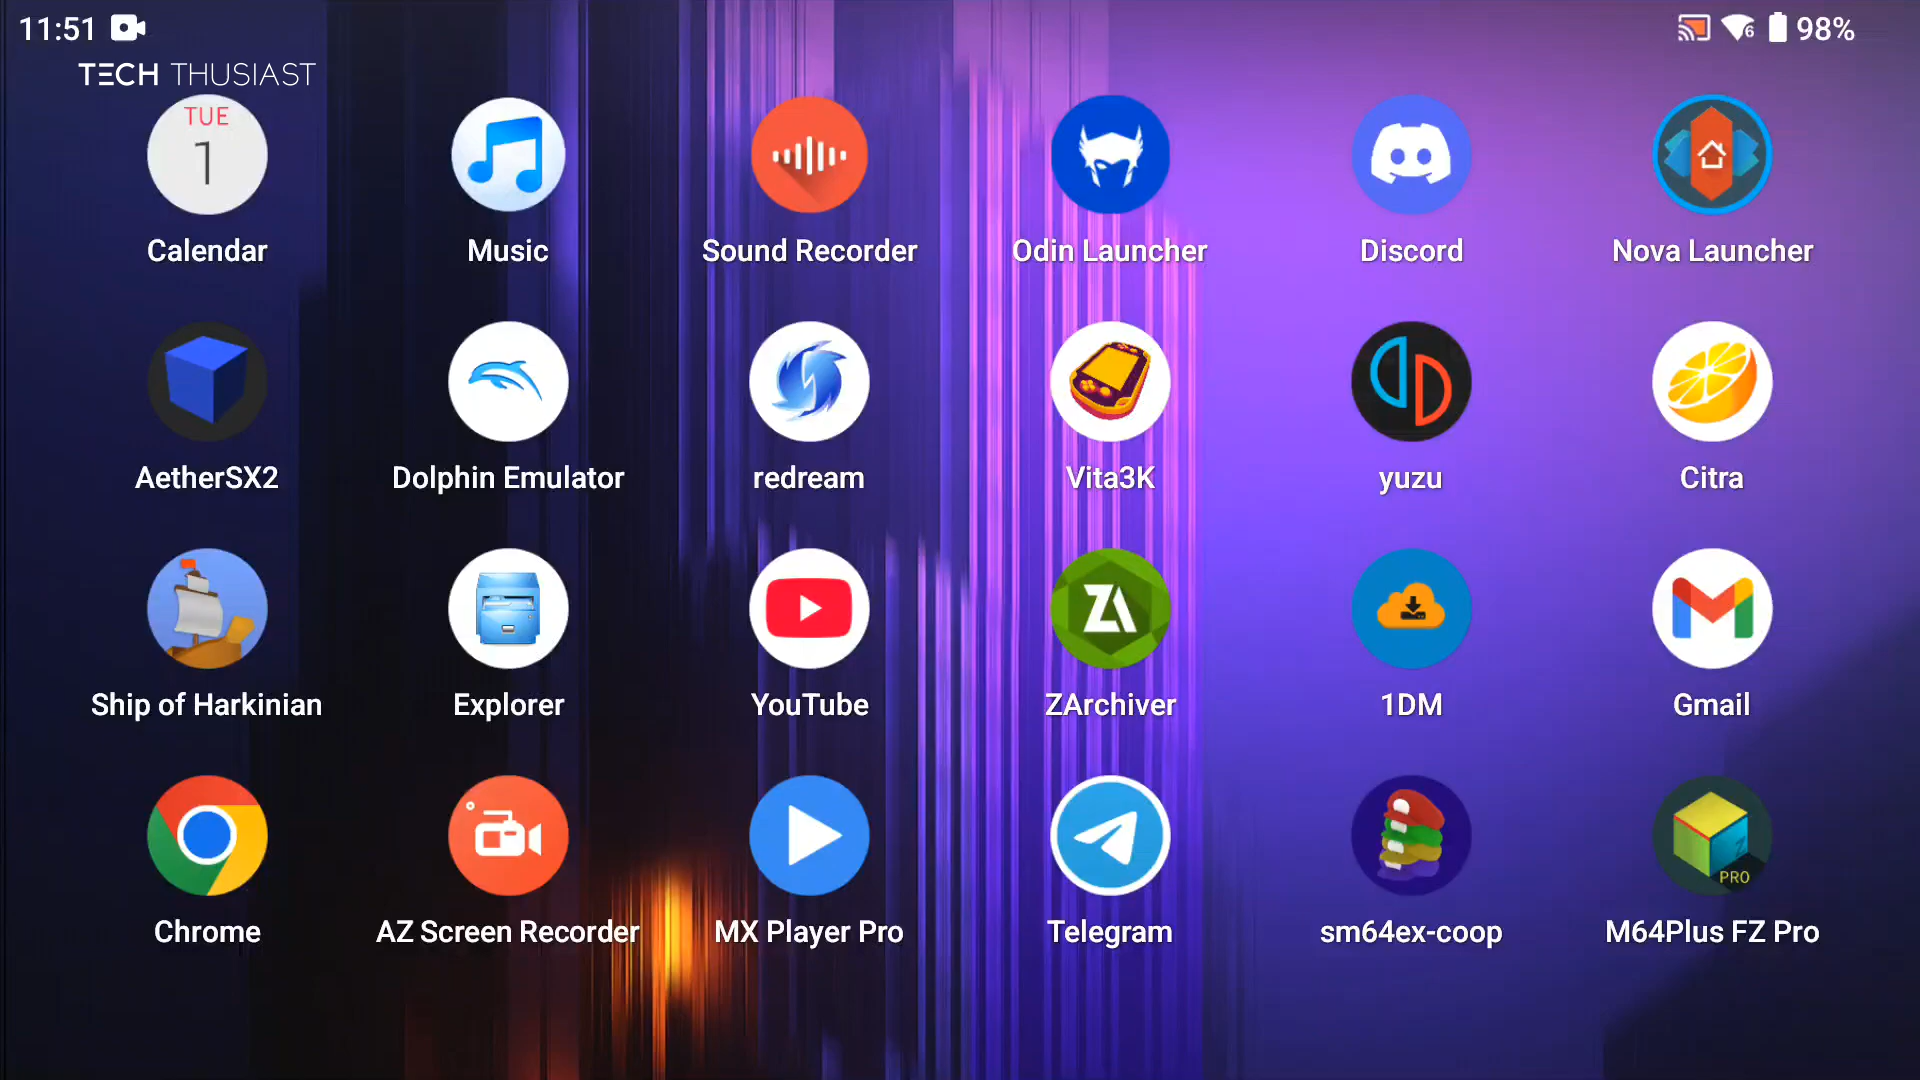 11:51 6 98%
TECH THUSIAST
TUE
1
Calendar Music Sound Recorder Odin Launcher Discord Nova Launcher
AetherSX2 Dolphin Emulator redream Vita3K yuzu Citra
ZA
Ship of Harkinian Explorer YouTube ZArchiver 1DM Gmail
Z
PRO
Chrome AZ Screen Recorder MX Player Pro Telegram sm64ex-coop M64Plus FZ Pro